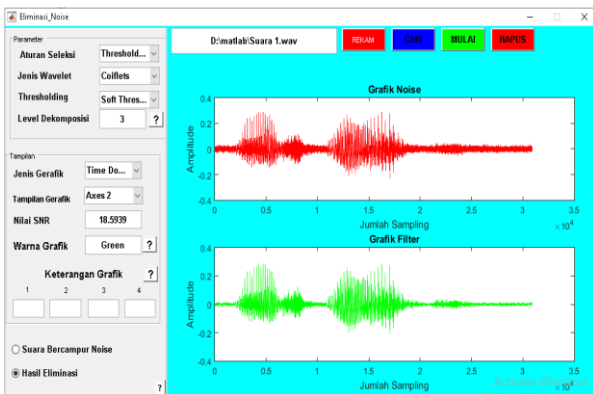 Eliminasi_Noise
Parameter
Aturan Seleksi Threshold...
Jenis Wavelet Coiflets
Thresholding Soft Thres...
Level Dekomposisi 3 ?
Tampilan
Jenis Gerafik Time Do...
Tampilan Gerafik Axes 2
Nilai SNR 18.5939
Warna Grafik Green ?
Keterangan Grafik ?
1 2 3 4
Suara Bercampur Noise
Hasil Eliminasi
?
D:\matlab\Suara 1.wav REKAM CARI MULAI HAPUS
Grafik Noise
0.4
0.2
0
-0.2
-0.4
Amplitude
0 0.5 1 1.5 2 2.5 3 3.5
Jumlah Sampling
×10⁴
Grafik Filter
0.4
0.2
0
-0.2
-0.4
Amplitude
0 0.5 1 1.5 2 2.5 3 3.5
Jumlah Sampling
×10⁴